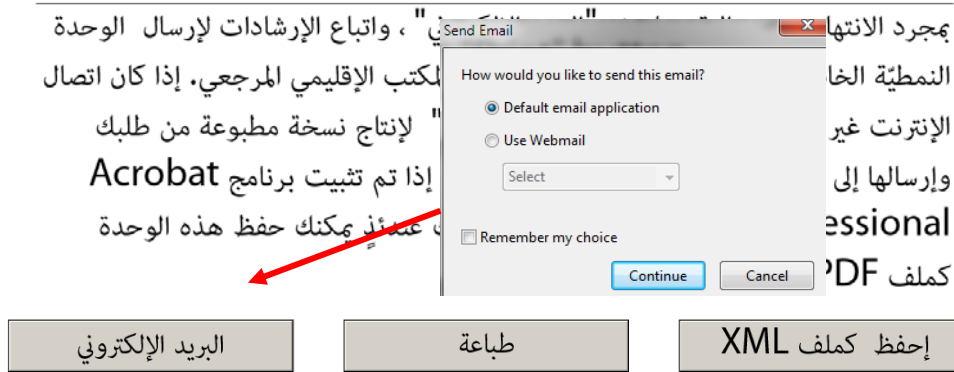 بمجرد الانتها
ني" ، واتباع الإرشادات لإرسال الوحدة
النمطيّة الخا
لمكتب الإقليمي المرجعي. إذا كان اتصال
الإنترنت غير
" لإنتاج نسخة مطبوعة من طلبك
وإرسالها إلى
إذا تم تثبيت برنامج Acrobat
essional
عندئذٍ يمكنك حفظ هذه الوحدة
كملف PDF
Send Email
How would you like to send this email?
Default email application
Use Webmail
Select
Remember my choice
Continue
Cancel
إحفظ كملف XML
طباعة
البريد الإلكتروني